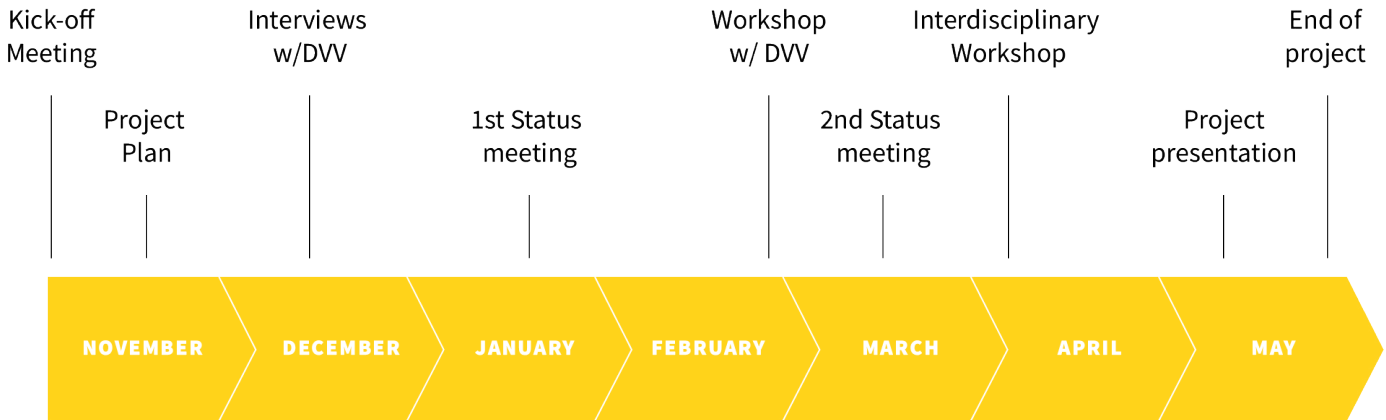 Kick-off
Meeting
Interviews
w/DVV
Workshop
w/ DVV
Interdisciplinary
Workshop
End of
project
Project
Plan
1st Status
meeting
2nd Status
meeting
Project
presentation
NOVEMBER
DECEMBER
JANUARY
FEBRUARY
MARCH
APRIL
MAY